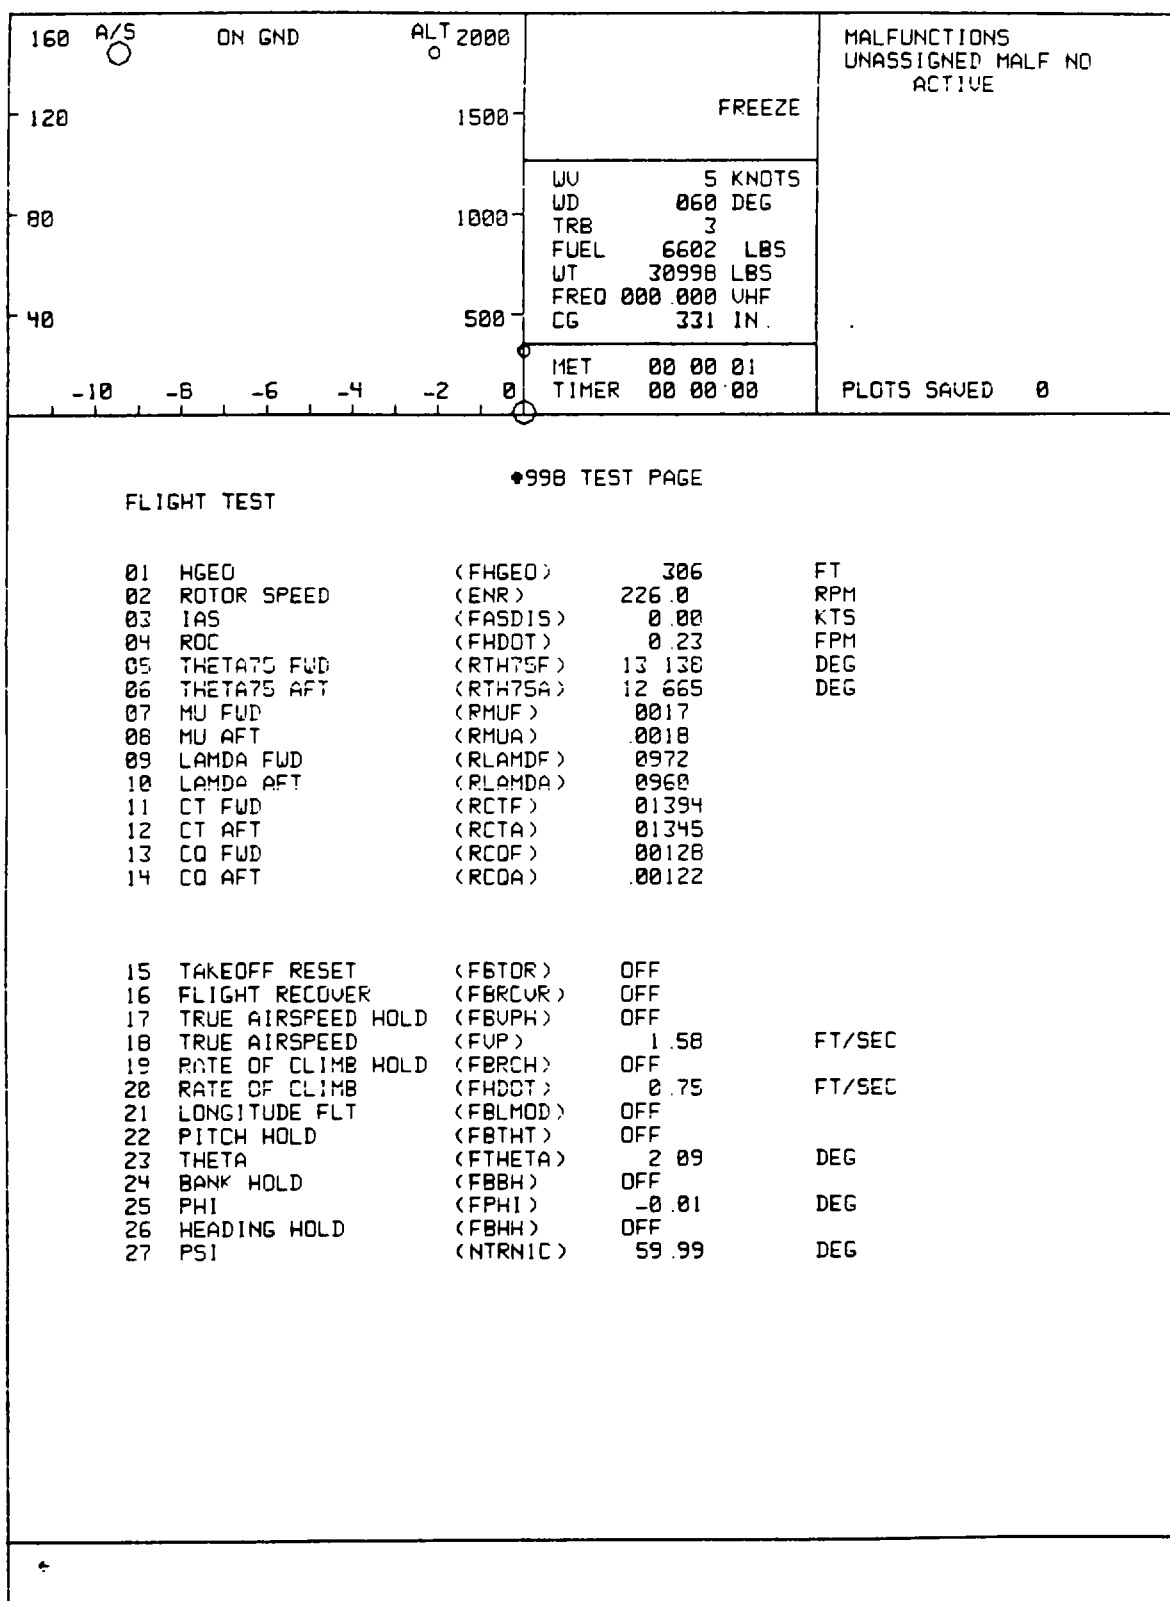 160 A/S ON GND ALT 2000
120 1500
80 1000
40 500
-10 -8 -6 -4 -2 0
FREEZE
WV 5 KNOTS
WD 060 DEG
TRB 3
FUEL 6602 LBS
WT 30998 LBS
FREQ 000.000 VHF
CG 331 IN.
MET 00 00 01
TIMER 00 00:00
MALFUNCTIONS
UNASSIGNED MALF NO
ACTIVE
PLOTS SAVED 0
998 TEST PAGE
FLIGHT TEST
01 HGEO (FHGEO) 306 FT
02 ROTOR SPEED (ENR) 226.0 RPM
03 IAS (FASDIS) 0.00 KTS
04 ROC (FHDOT) 0.23 FPM
05 THETA75 FWD (RTH75F) 13 138 DEG
06 THETA75 AFT (RTH75A) 12 665 DEG
07 MU FWD (RMUF) 0017
08 MU AFT (RMUA) .0018
09 LAMDA FWD (RLAMDF) 0972
10 LAMDA AFT (RLAMDA) 0960
11 CT FWD (RCTF) 01394
12 CT AFT (RCTA) 01345
13 CQ FWD (RCQF) 00128
14 CQ AFT (RCQA) .00122
15 TAKEOFF RESET (FBTOR) OFF
16 FLIGHT RECOVER (FBRCVR) OFF
17 TRUE AIRSPEED HOLD (FBVPH) OFF
18 TRUE AIRSPEED (FVP) 1.58 FT/SEC
19 RATE OF CLIMB HOLD (FBRCH) OFF
20 RATE OF CLIMB (FHDOT) 0.75 FT/SEC
21 LONGITUDE FLT (FBLMOD) OFF
22 PITCH HOLD (FBTHT) OFF
23 THETA (FTHETA) 2 09 DEG
24 BANK HOLD (FBBH) OFF
25 PHI (FPHI) -0.01 DEG
26 HEADING HOLD (FBHH) OFF
27 PSI (NTRNIC) 59.99 DEG